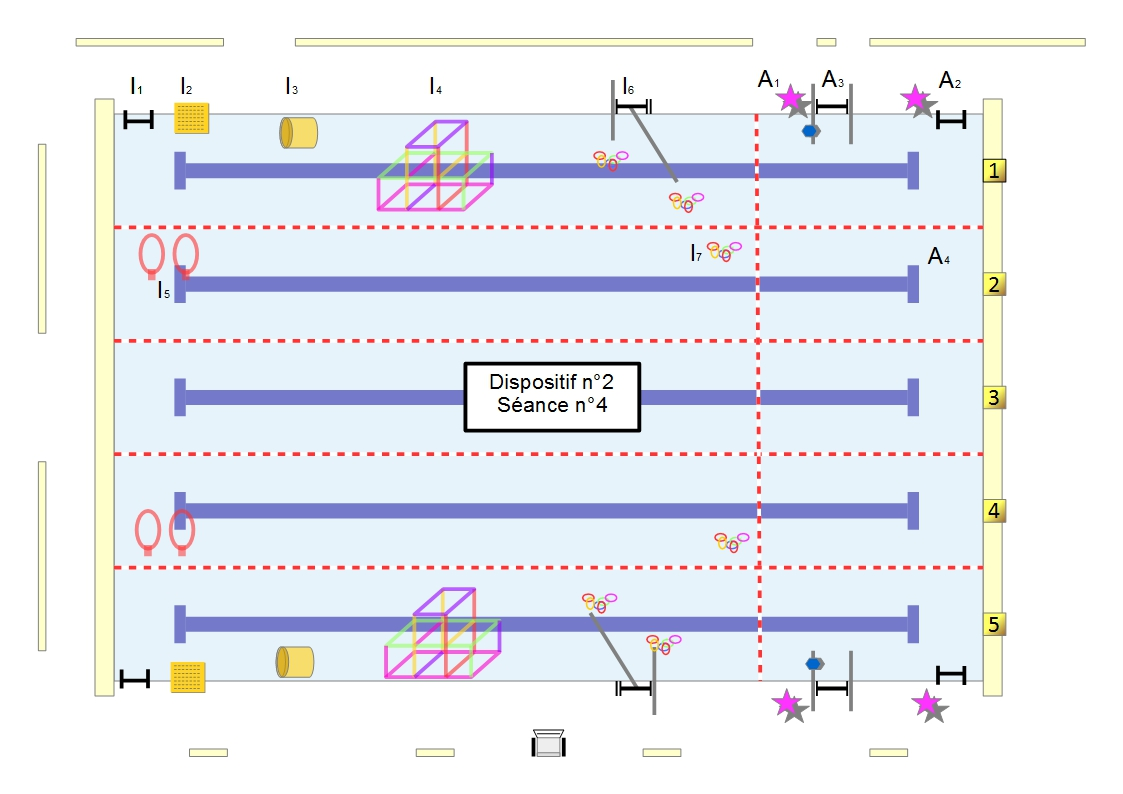 I1 I2 I3 I4 I6 A1 A3 A2
1
I7 A4
I5 2
Dispositif n°2
Séance n°4
3
4
5